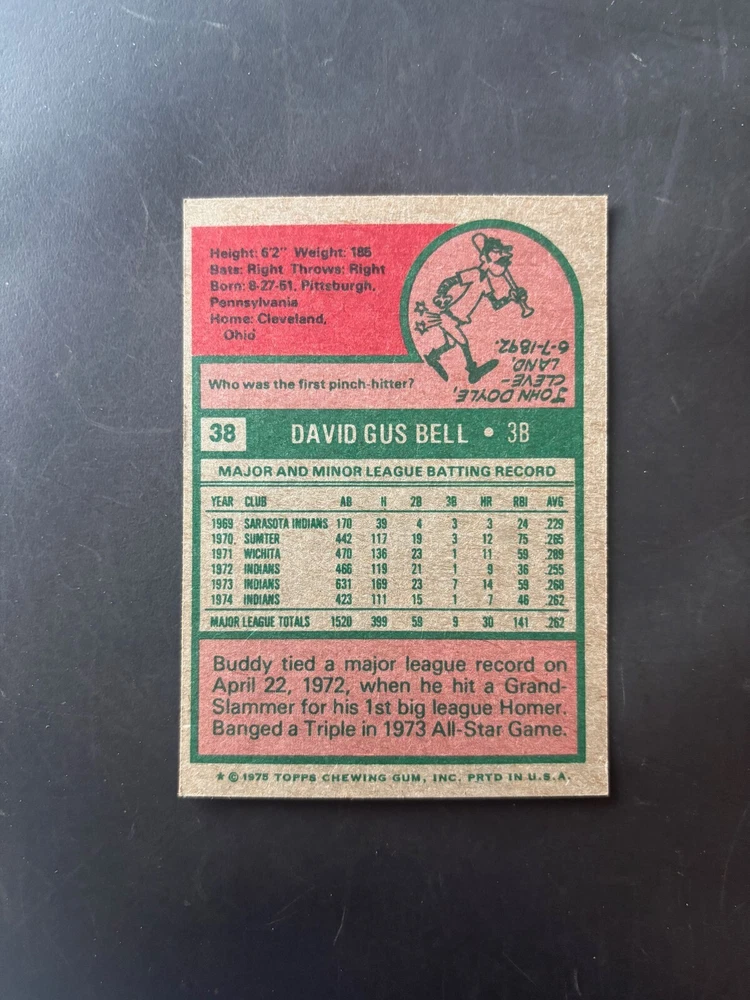 Height: 6'2" Weight: 185
Bats: Right Throws: Right
Born: 8-27-51, Pittsburgh,
Pennsylvania
Home: Cleveland,
Ohio
Who was the first pinch-hitter?
JOHN DOYLE,
CLEVE-
LAND,
6-7-1892.
38 DAVID GUS BELL • 3B
MAJOR AND MINOR LEAGUE BATTING RECORD
YEAR CLUB AB H 2B 3B HR RBI AVG
1969 SARASOTA INDIANS 170 39 4 3 3 24 .229
1970. SUMTER 442 117 19 3 12 75 .265
1971 WICHITA 470 136 23 1 11 59 .289
1972 INDIANS 466 119 21 1 9 36 .255
1973 INDIANS 631 169 23 7 14 59 .268
1974 INDIANS 423 111 15 1 7 46 .262
MAJOR LEAGUE TOTALS 1520 399 59 9 30 141 .262
Buddy tied a major league record on
April 22, 1972, when he hit a Grand-
Slammer for his 1st big league Homer.
Banged a Triple in 1973 All-Star Game.
★ © 1975 TOPPS CHEWING GUM, INC. PRTD IN U.S.A.